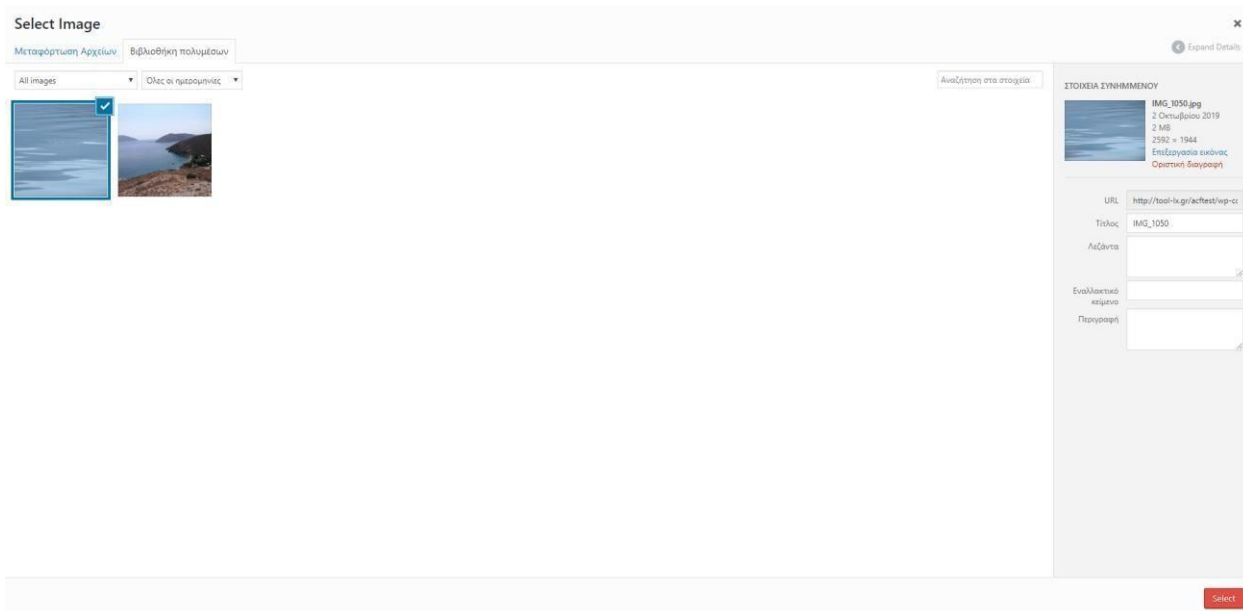 Select Image
×
Μεταφόρτωση Αρχείων Βιβλιοθήκη πολυμέσων
Expand Details
All images Όλες οι ημερομηνίες
Αναζήτηση στα στοιχεία
ΣΤΟΙΧΕΙΑ ΣΥΝΗΜΜΕΝΟΥ
IMG_1050.jpg
2 Οκτωβρίου 2019
2 MB
2592 × 1944
Επεξεργασία εικόνας
Οριστική διαγραφή
URL http://tool-ix.gr/acftest/wp-cc
Τίτλος IMG_1050
Λεζάντα
Εναλλακτικό
κείμενο
Περιγραφή
Select